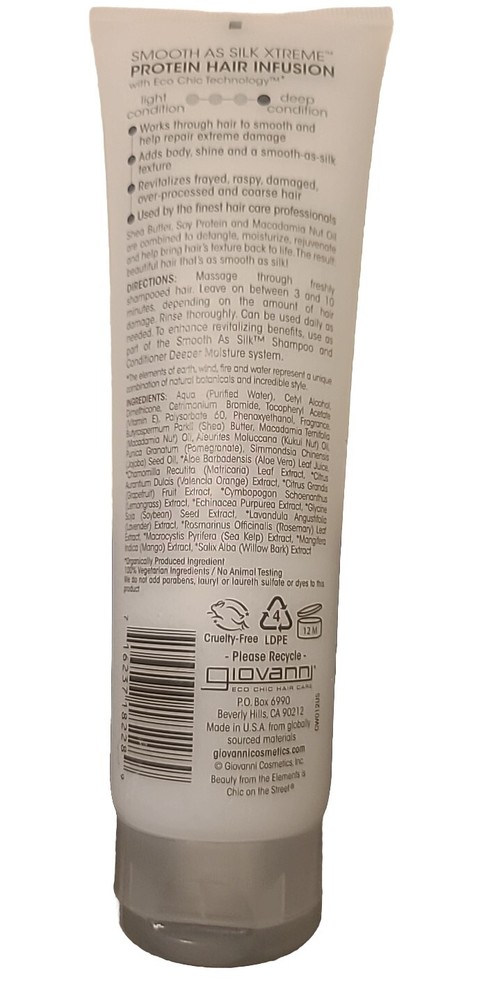 SMOOTH AS SILK XTREME™
PROTEIN HAIR INFUSION
with Eco Chic Technology™*
light condition
deep condition
Works through hair to smooth and
help repair extreme damage
Adds body, shine and a smooth-as-silk
texture
Revitalizes frayed, raspy, damaged,
over-processed and coarse hair
Used by the finest hair care professionals
Shea Butter, Soy Protein and Macadamia Nut Oil
are combined to detangle, moisturize, rejuvenate
and help bring hair's texture back to life. The result:
beautiful hair that's as smooth as silk!
DIRECTIONS: Massage through freshly
shampooed hair. Leave on between 3 and 10
minutes, depending on the amount of hair
damage. Rinse thoroughly. Can be used daily as
needed. To enhance revitalizing benefits, use as
part of the Smooth As Silk™ Shampoo and
Conditioner Deeper Moisture system.
*The elements of earth, wind, fire and water represent a unique
combination of natural botanicals and incredible style.
INGREDIENTS: Aqua (Purified Water), Cetyl Alcohol,
Dimethicone, Cetrimonium Bromide, Tocopheryl Acetate
(Vitamin E), Polysorbate 60, Phenoxyethanol, Fragrance,
Butyrospermum Parkii (Shea) Butter, Macadamia Ternifolia
(Macadamia Nut) Oil, Aleurites Moluccana (Kukui Nut) Oil,
Punica Granatum (Pomegranate), Simmondsia Chinensis
(Jojoba) Seed Oil, *Aloe Barbadensis (Aloe Vera) Leaf Juice,
*Chamomilla Recutita (Matricaria) Leaf Extract, *Citrus
Aurantium Dulcis (Valencia Orange) Extract, *Citrus Grandis
(Grapefruit) Fruit Extract, *Cymbopogon Schoenanthus
(Lemongrass) Extract, *Echinacea Purpurea Extract, *Glycine
Soja (Soybean) Seed Extract, *Lavandula Angustifolia
(Lavender) Extract, *Rosmarinus Officinalis (Rosemary) Leaf
Extract, *Macrocystis Pyrifera (Sea Kelp) Extract, *Mangifera
Indica (Mango) Extract, *Salix Alba (Willow Bark) Extract
*Organically Produced Ingredient
100% Vegetarian Ingredients / No Animal Testing
We do not add parabens, lauryl or laureth sulfate or dyes to this
product
4
12 M
Cruelty-Free LDPE
- Please Recycle -
giovanni®
ECO CHIC HAIR CARE
P.O. Box 6990
Beverly Hills, CA 90212
Made in U.S.A. from globally
sourced materials
giovannicosmetics.com
© Giovanni Cosmetics, Inc.
Beauty from the Elements &
Chic on the Street®
7 16237 18228 9